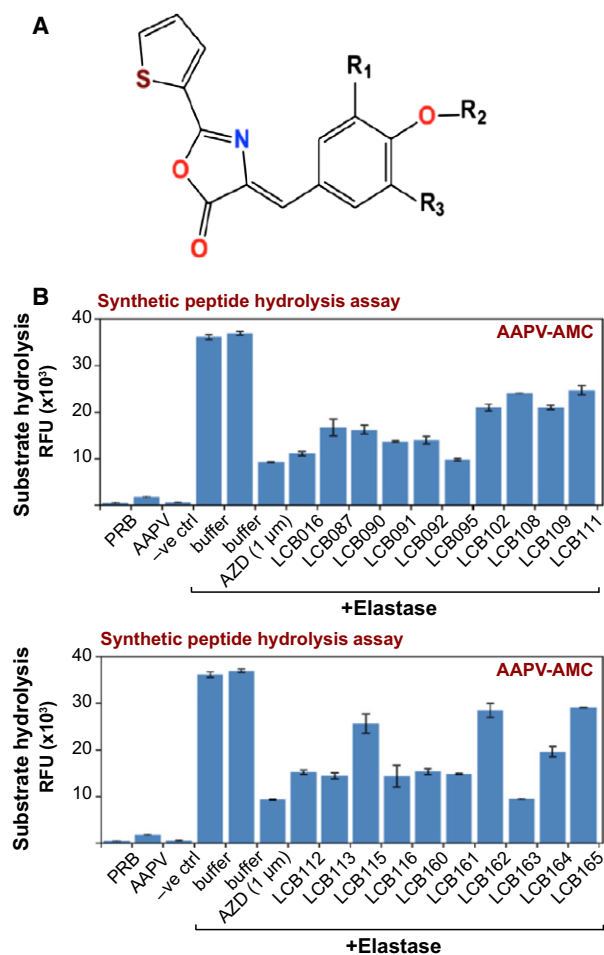 A
S
N
O
O
R1
O
R2
R3
B
Synthetic peptide hydrolysis assay
AAPV-AMC
Substrate hydrolysis
RFU (x10³)
40
30
20
10
PRB
AAPV
–ve ctrl
buffer
buffer
AZD (1 μm)
LCB016
LCB087
LCB090
LCB091
LCB092
LCB095
LCB102
LCB108
LCB109
LCB111
+Elastase
Synthetic peptide hydrolysis assay
AAPV-AMC
Substrate hydrolysis
RFU (x10³)
40
30
20
10
PRB
AAPV
–ve ctrl
buffer
buffer
AZD (1 μm)
LCB112
LCB113
LCB115
LCB116
LCB160
LCB161
LCB162
LCB163
LCB164
LCB165
+Elastase